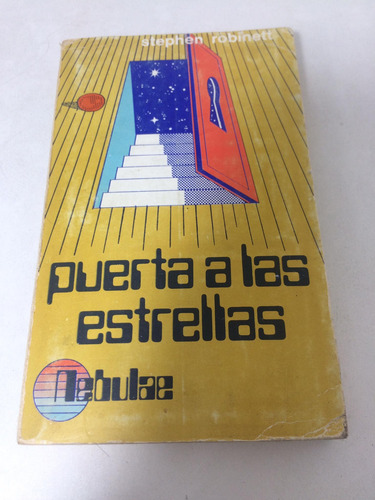 stephen robinett
puerta a las
estrellas
nebulae